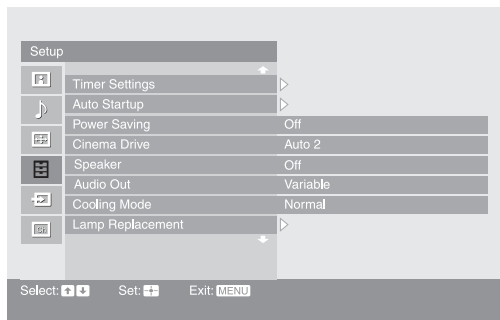 Setup
Timer Settings
Auto Startup
Power Saving Off
Cinema Drive Auto 2
Speaker Off
Audio Out Variable
Cooling Mode Normal
Lamp Replacement
Select: Set: Exit: MENU